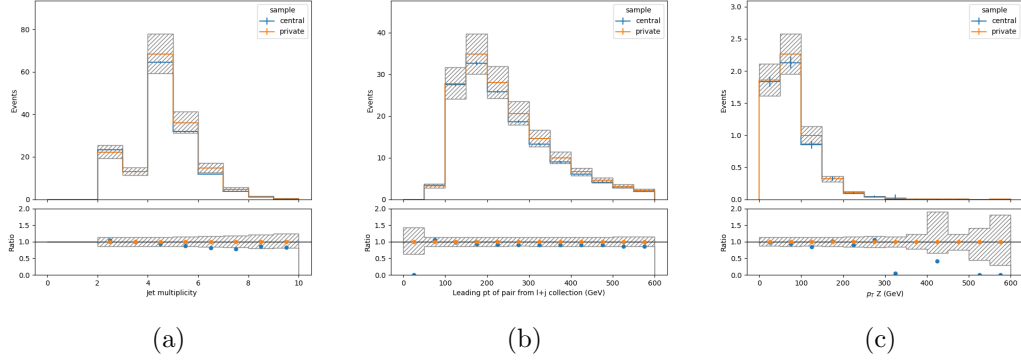 sample
central
private
80
60
40
20
0
Events
2.0
1.5
1.0
0.5
0.0
Ratio
0 2 4 6 8 10
Jet multiplicity
(a)
sample
central
private
40
30
20
10
0
Events
2.0
1.5
1.0
0.5
0.0
Ratio
0 100 200 300 400 500 600
Leading pt of pair from l+j collection (GeV)
(b)
sample
central
private
3.0
2.5
2.0
1.5
1.0
0.5
0.0
Events
2.0
1.5
1.0
0.5
0.0
Ratio
0 100 200 300 400 500 600
pT Z (GeV)
(c)